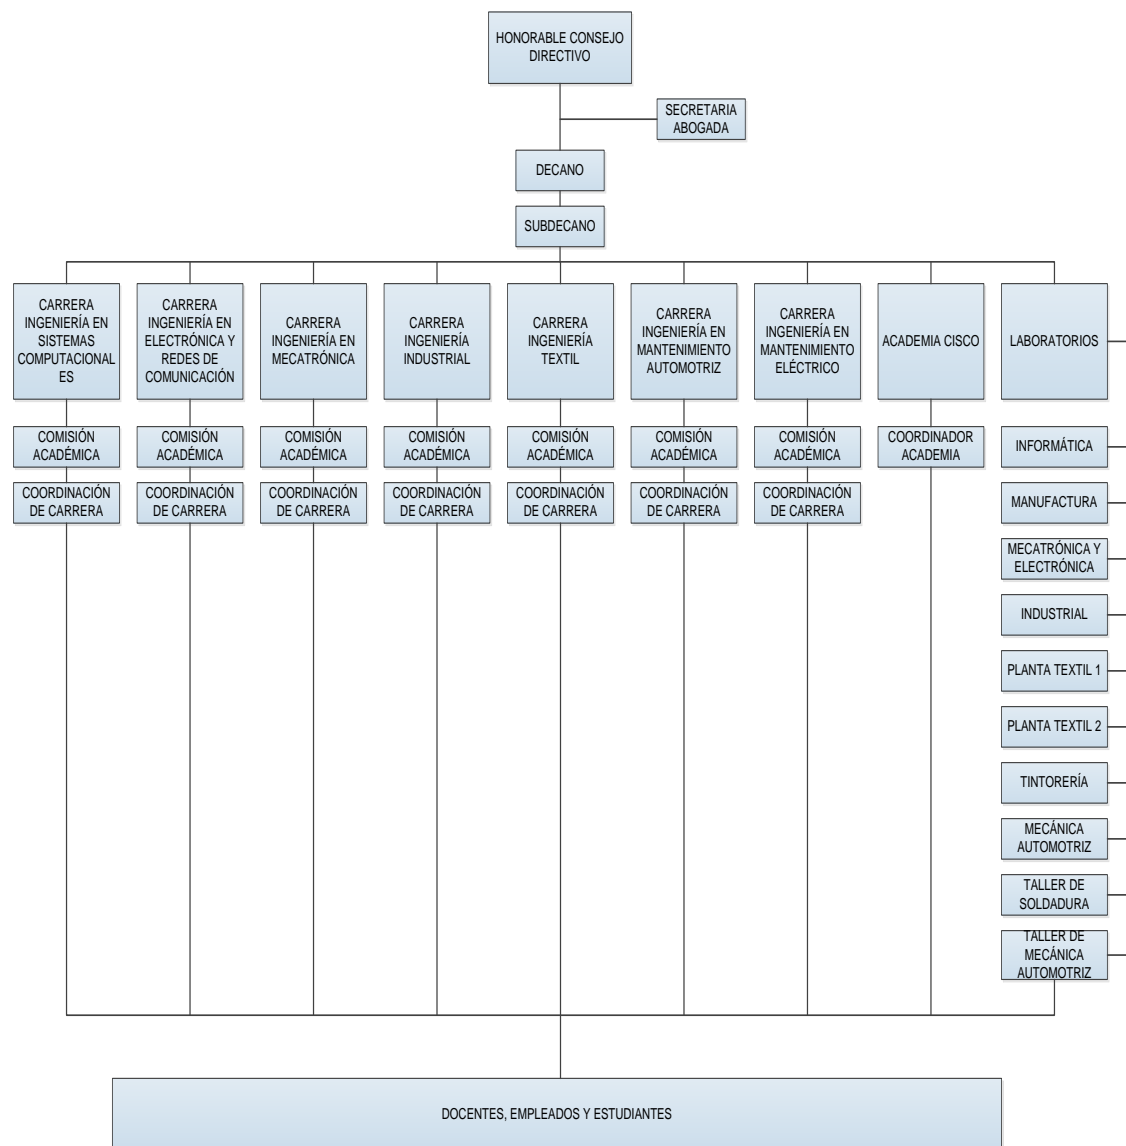 HONORABLE CONSEJO
DIRECTIVO
SECRETARIA
ABOGADA
DECANO
SUBDECANO
CARRERA
INGENIERÍA EN
SISTEMAS
COMPUTACIONAL
ES
CARRERA
INGENIERÍA EN
ELECTRÓNICA Y
REDES DE
COMUNICACIÓN
CARRERA
INGENIERÍA EN
MECATRÓNICA
CARRERA
INGENIERÍA
INDUSTRIAL
CARRERA
INGENIERÍA
TEXTIL
CARRERA
INGENIERÍA EN
MANTENIMIENTO
AUTOMOTRIZ
CARRERA
INGENIERÍA EN
MANTENIMIENTO
ELÉCTRICO
ACADEMIA CISCO
LABORATORIOS
COMISIÓN
ACADÉMICA
COMISIÓN
ACADÉMICA
COMISIÓN
ACADÉMICA
COMISIÓN
ACADÉMICA
COMISIÓN
ACADÉMICA
COMISIÓN
ACADÉMICA
COMISIÓN
ACADÉMICA
COORDINADOR
ACADEMIA
INFORMÁTICA
COORDINACIÓN
DE CARRERA
COORDINACIÓN
DE CARRERA
COORDINACIÓN
DE CARRERA
COORDINACIÓN
DE CARRERA
COORDINACIÓN
DE CARRERA
COORDINACIÓN
DE CARRERA
COORDINACIÓN
DE CARRERA
MANUFACTURA
MECATRÓNICA Y
ELECTRÓNICA
INDUSTRIAL
PLANTA TEXTIL 1
PLANTA TEXTIL 2
TINTORERÍA
MECÁNICA
AUTOMOTRIZ
TALLER DE
SOLDADURA
TALLER DE
MECÁNICA
AUTOMOTRIZ
DOCENTES, EMPLEADOS Y ESTUDIANTES